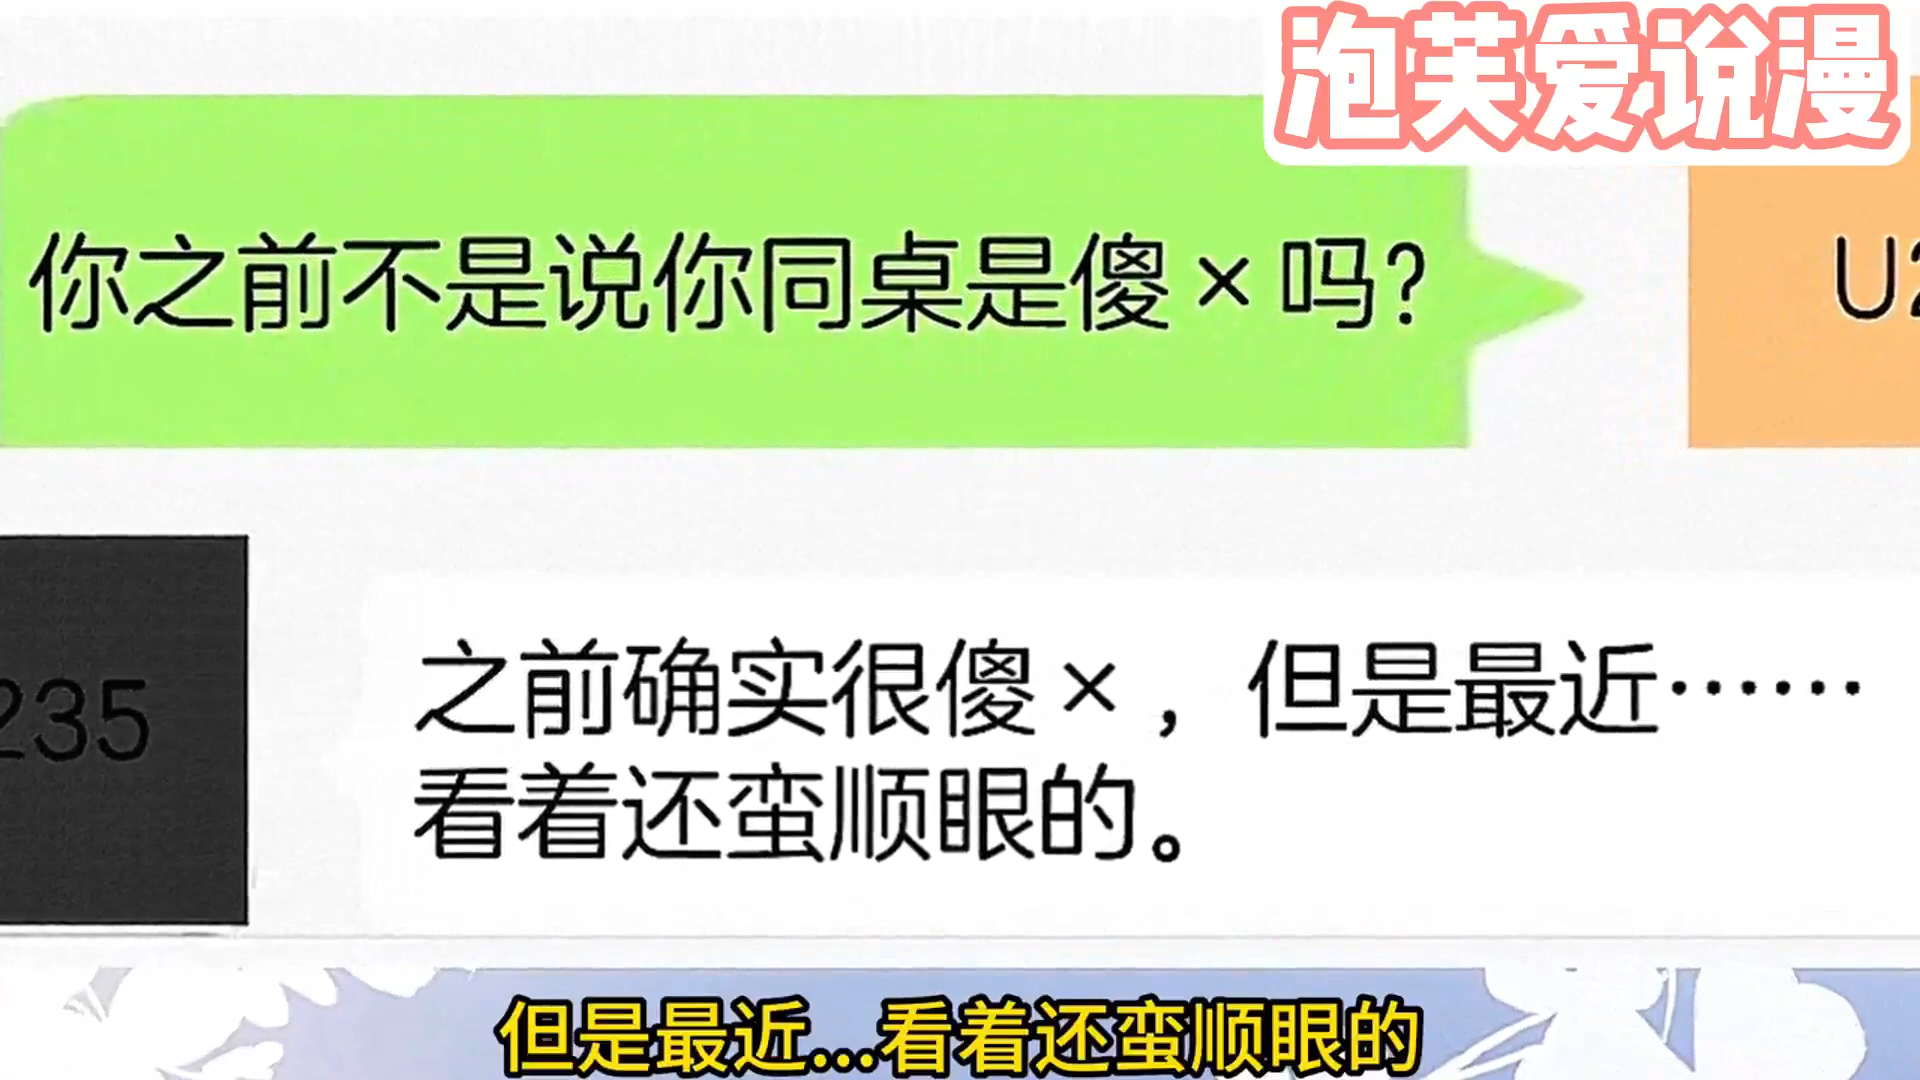 泡芙爱说漫
你之前不是说你同桌是傻×吗?
U2
235
之前确实很傻×，但是最近……
看着还蛮顺眼的。
但是最近...看着还蛮顺眼的